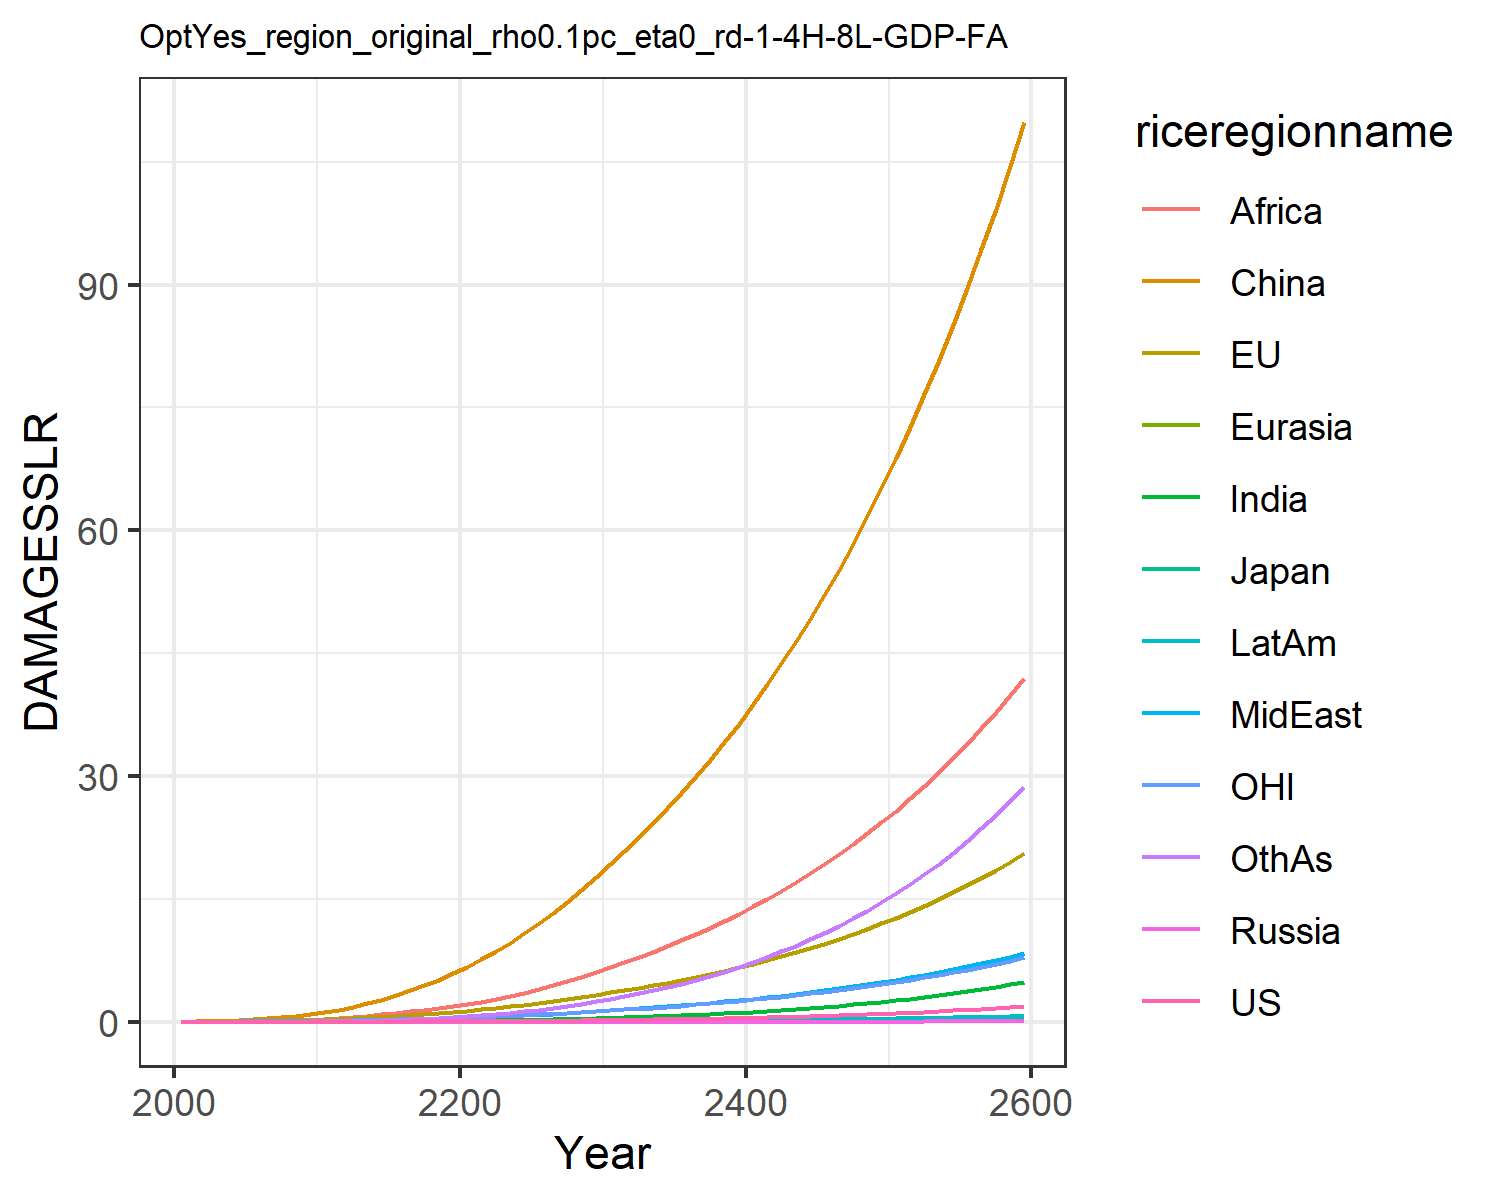 OptYes_region_original_rho0.1pc_eta0_rd-1-4H-8L-GDP-FA
DAMAGESSLR
90
60
30
0
2000
2200
2400
2600
Year
riceregionname
Africa
China
EU
Eurasia
India
Japan
LatAm
MidEast
OHI
OthAs
Russia
US